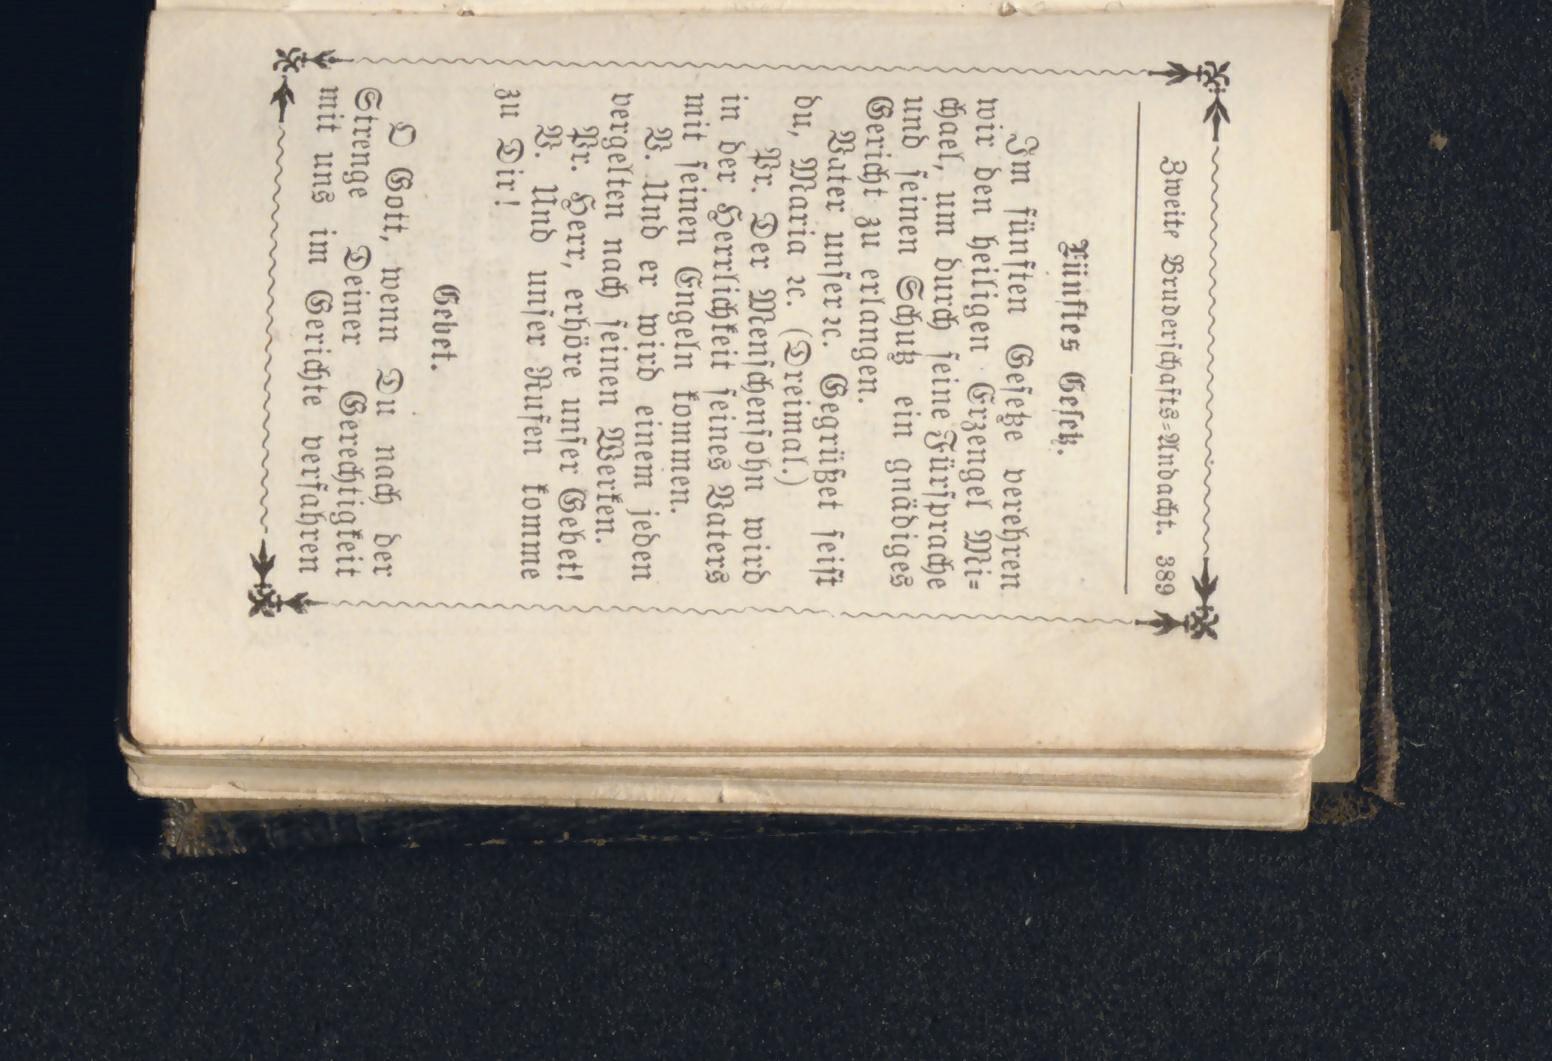 Zweite Bruderſchafts=Andacht. 389
Fünftes Geſetz.
Im fünften Geſetze verehren
wir den heiligen Erzengel Mi=
chael, um durch ſeine Fürſprache
und ſeinen Schutz ein gnädiges
Gericht zu erlangen.
Vater unſer ꝛc. Gegrüßet ſeiſt
du, Maria ꝛc. (Dreimal.)
Pr. Der Menſchenſohn wird
in der Herrlichkeit ſeines Vaters
mit ſeinen Engeln kommen.
V. Und er wird einem jeden
vergelten nach ſeinen Werken.
Pr. Herr, erhöre unſer Gebet!
V. Und unſer Rufen komme
zu Dir!
Gebet.
O Gott, wenn Du nach der
Strenge Deiner Gerechtigkeit
mit uns im Gerichte verfahren